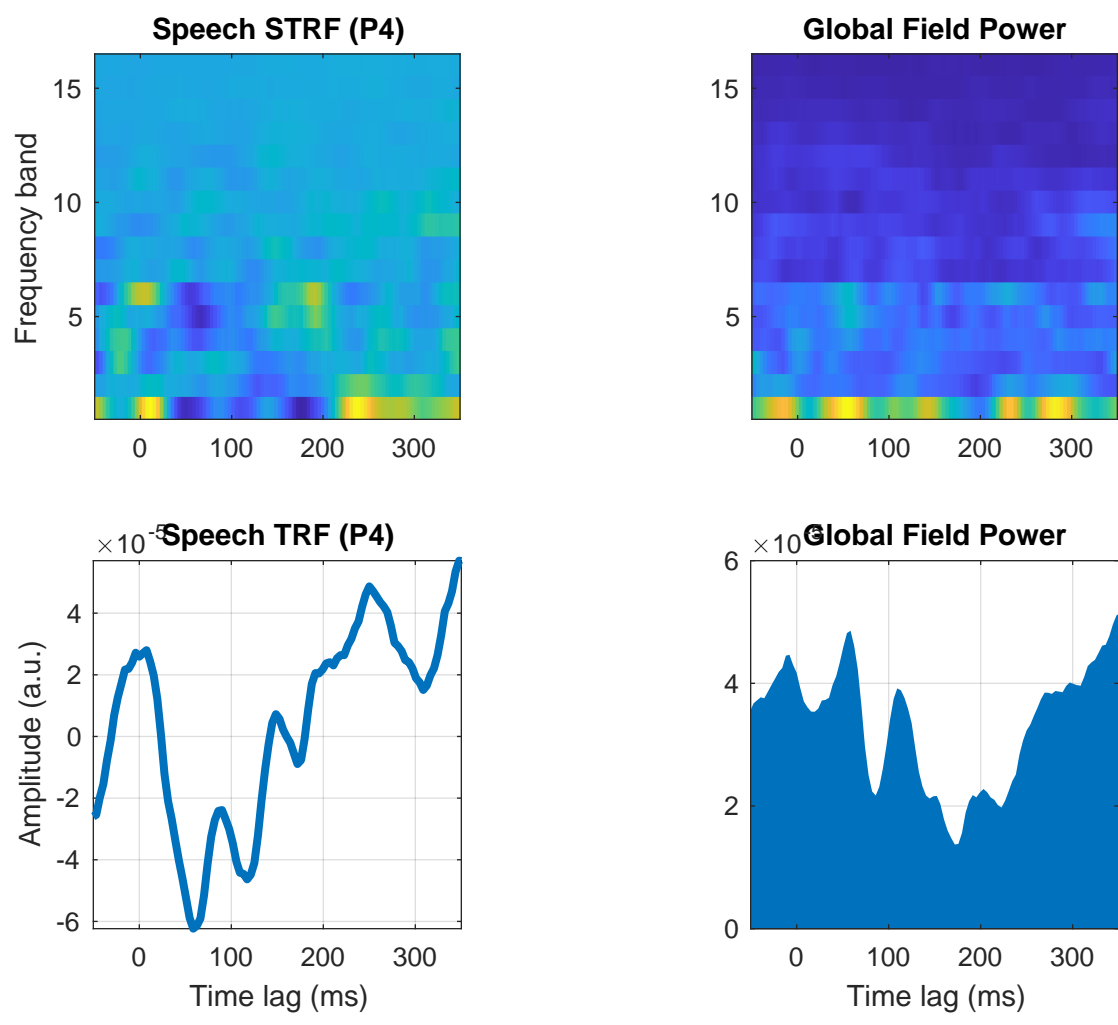 Speech STRF (P4)
Frequency band
15
10
5
0 100 200 300
Global Field Power
15
10
5
0 100 200 300
Speech TRF (P4)
×10-5
Amplitude (a.u.)
4
2
0
-2
-4
-6
0 100 200 300
Time lag (ms)
Global Field Power
×10
6
4
2
0
0 100 200 300
Time lag (ms)